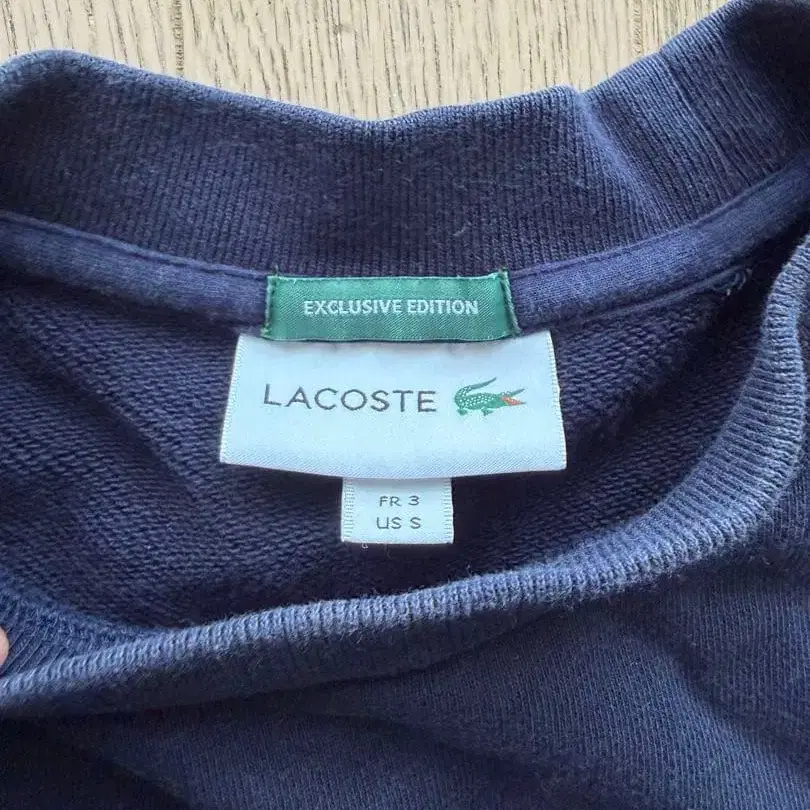 EXCLUSIVE EDITION
LACOSTE
FR 3
US S